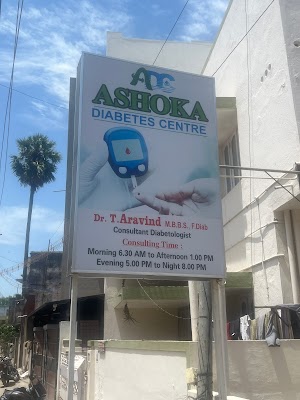 ADC
ASHOKA
DIABETES CENTRE
Dr. T.Aravind M.B.B.S., F.Diab
Consultant Diabetologist
Consulting Time :
Morning 6.30 AM to Afternoon 1.00 PM
Evening 5.00 PM to Night 8.00 PM